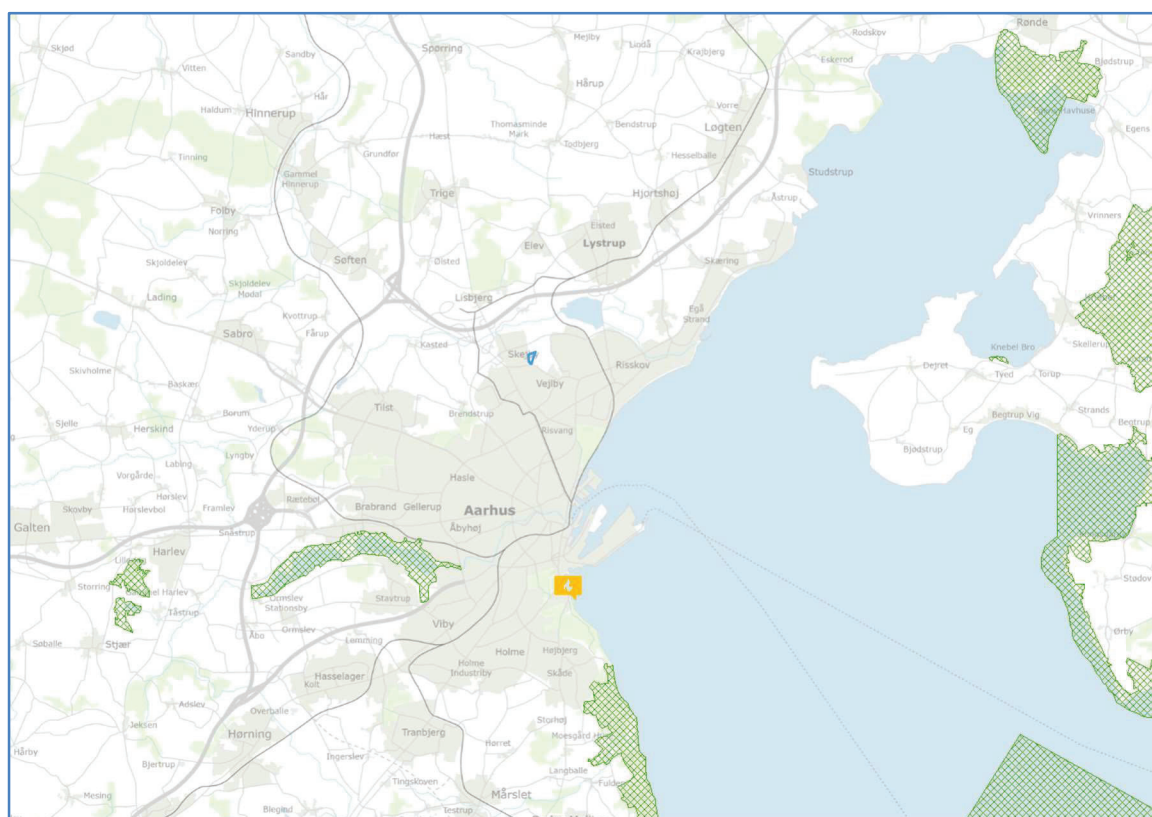 Rønde
Skjød
Sandby
Spørring
Mejlby
Lindå
Krajbjerg
Rodskov
Vitten
Eskerod
Bjødstrup
Hår
Hårup
Haldum
Hinnerup
Vorre
Hæst
Thomasminde
Mark
Bendstrup
Løgten
Egens
Todbjerg
Tinning
Grundfør
Hesselballe
Gammel
Hinnerup
Studstrup
Trige
Hjortshøj
Åstrup
Folby
Vrinners
Norring
Elsted
Elev
Lystrup
Skjoldelev
Søften
Ølsted
Skæring
Skjoldelev
Mødal
Lading
Lisbjerg
Kvottrup
Egå
Strand
Sabro
Fårup
Kasted
Knebel Bro
Skellerup
Risskov
Skivholme
Vejlby
Dejret
Tved
Torup
Baskær
Tilst
Brendstrup
Borum
Strands
Sjelle
Begtrup Vig
Begtrup
Herskind
Yderup
Risvang
Eg
Lyngby
Bjødstrup
Labing
Vorgårde
Hasle
Hørslev
Rætebøl
Skovby
Hørslevbol
Framlev
Brabrand
Gellerup
Aarhus
Galten
Åbyhøj
Snåstrup
Harlev
Storring
Stødov
Ormslev
Stationsby
Stavtrup
Tåstrup
Viby
Ørby
Søballe
Stjær
Åbo
Ormslev
Lemming
Holme
Højbjerg
Holme
Industriby
Skåde
Hasselager
Kolt
Adslev
Overballe
Jeksen
Storhøj
Hørning
Tranbjerg
Hørret
Hårby
Bjertrup
Ingerslev
Langballe
Tingskoven
Mesing
Mårslet
Blegind
Testrup